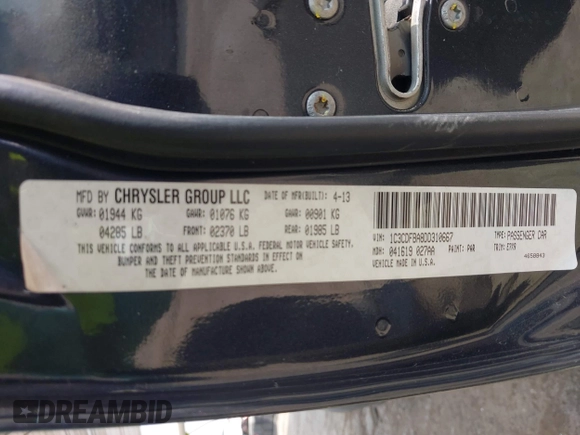 MFD BY CHRYSLER GROUP LLC DATE OF MFR(BUILT): 4-13
GVWR: 01944 KG GAWR: 01076 KG GAWR: 00901 KG
04285 LB FRONT: 02370 LB REAR: 01985 LB
THIS VEHICLE CONFORMS TO ALL APPLICABLE U.S.A. FEDERAL MOTOR VEHICLE SAFETY,
BUMPER AND THEFT PREVENTION STANDARDS IN EFFECT ON
THE DATE OF MANUFACTURE SHOWN ABOVE.
MADE IN U.S.A.
VIN: 1C3CDFBA8DD310667 TYPE: PASSENGER CAR
MDH: 041619 027AA PAINT: PAR TRIM: EXX9
4658843
DREAMBID